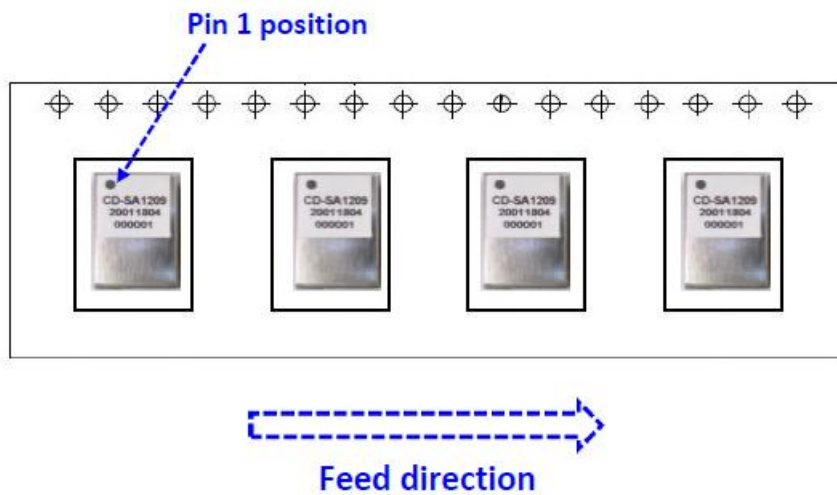 Pin 1 position
CD-SA1209
20011804
000001
CD-SA1209
20011804
000001
CD-SA1209
20011804
000001
CD-SA1209
20011804
000001
Feed direction